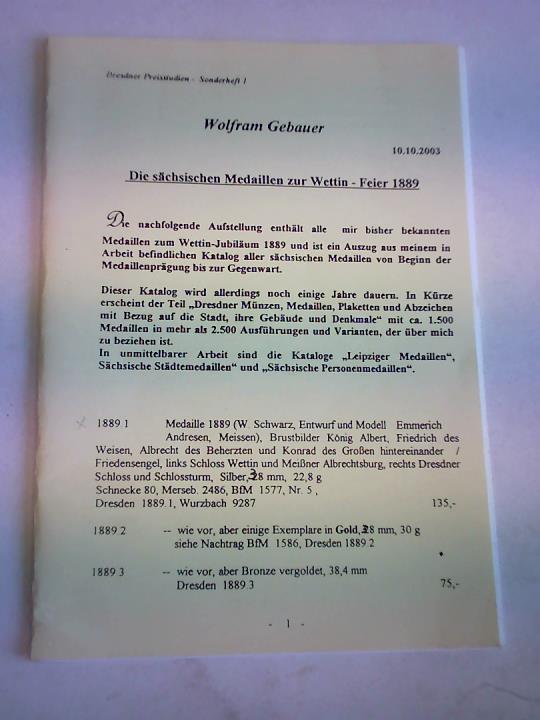 Dresdner Preisstudien - Sonderheft 1
Wolfram Gebauer
10.10.2003
Die sächsischen Medaillen zur Wettin - Feier 1889
Die nachfolgende Aufstellung enthält alle mir bisher bekannten
Medaillen zum Wettin-Jubiläum 1889 und ist ein Auszug aus meinem in
Arbeit befindlichen Katalog aller sächsischen Medaillen von Beginn der
Medaillenprägung bis zur Gegenwart.
Dieser Katalog wird allerdings noch einige Jahre dauern. In Kürze
erscheint der Teil „Dresdner Münzen, Medaillen, Plaketten und Abzeichen
mit Bezug auf die Stadt, ihre Gebäude und Denkmale“ mit ca. 1.500
Medaillen in mehr als 2.500 Ausführungen und Varianten, der über mich
zu beziehen ist.
In unmittelbarer Arbeit sind die Kataloge „Leipziger Medaillen“,
Sächsische Städtemedaillen“ und „Sächsische Personenmedaillen“.
1889.1 Medaille 1889 (W. Schwarz, Entwurf und Modell Emmerich
Andresen, Meissen), Brustbilder König Albert, Friedrich des
Weisen, Albrecht des Beherzten und Konrad des Großen hintereinander /
Friedensengel, links Schloss Wettin und Meißner Albrechtsburg, rechts Dresdner
Schloss und Schlossturm, Silber, 38 mm, 22,8 g
Schnecke 80, Merseb. 2486, BfM 1577, Nr. 5 ,
Dresden 1889.1, Wurzbach 9287 135,-
1889.2 -- wie vor, aber einige Exemplare in Gold, 38 mm, 30 g
siehe Nachtrag BfM 1586, Dresden 1889.2
1889.3 -- wie vor, aber Bronze vergoldet, 38,4 mm
Dresden 1889.3 75,-
- 1 -